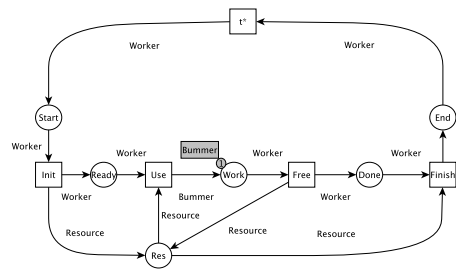 t*
Worker
Worker
Start
End
Worker
Bummer
1
Worker
Worker
Worker
Init
Ready
Use
Work
Free
Done
Finish
Worker
Bummer
Worker
Resource
Resource
Resource
Resource
Res